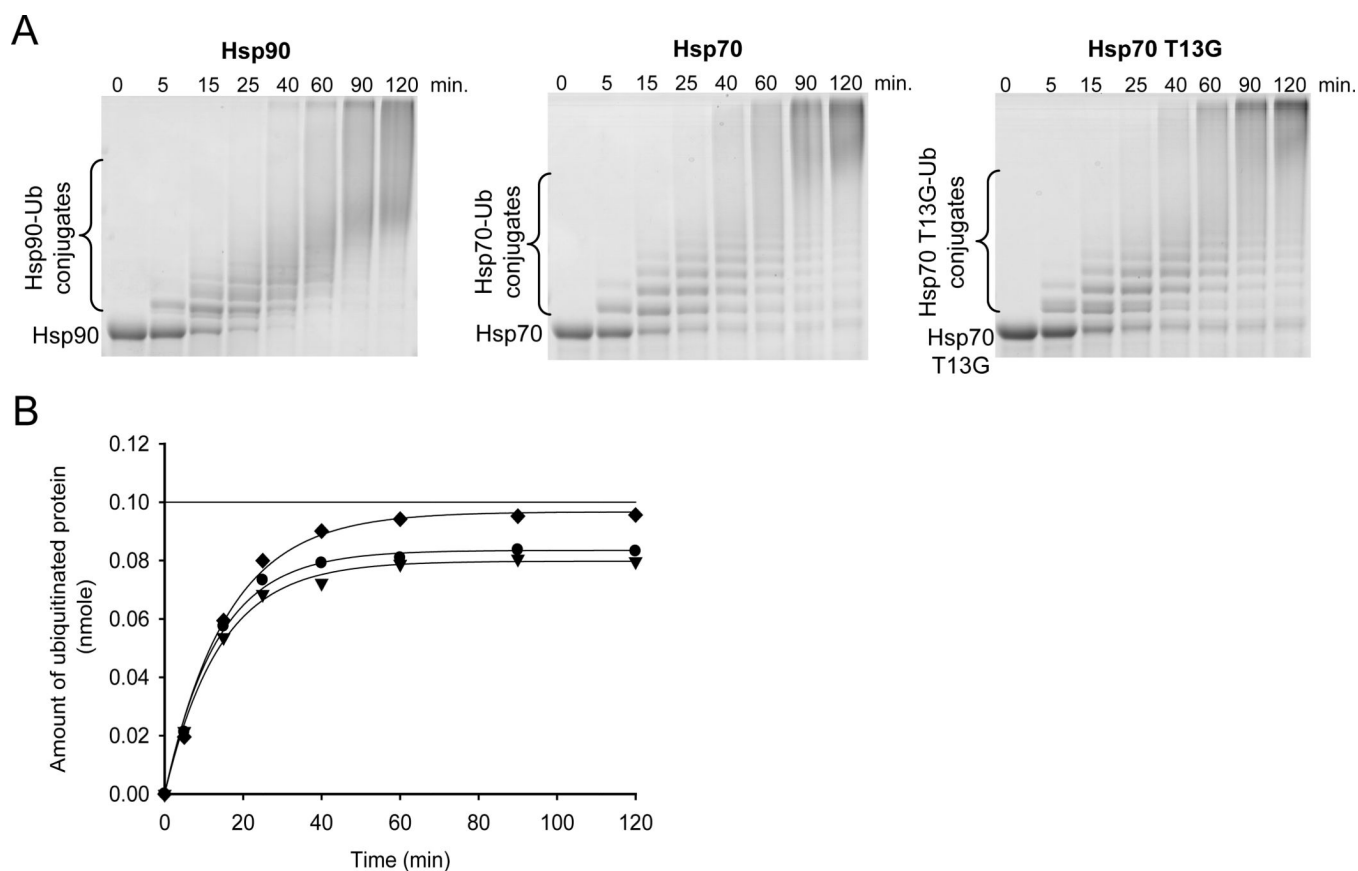 A
Hsp90
0 5 15 25 40 60 90 120 min.
Hsp90-Ub
conjugates
Hsp90
Hsp70
0 5 15 25 40 60 90 120 min.
Hsp70-Ub
conjugates
Hsp70
Hsp70 T13G
0 5 15 25 40 60 90 120 min.
Hsp70 T13G-Ub
conjugates
Hsp70
T13G
B
Amount of ubiquitinated protein
(nmole)
0.12
0.10
0.08
0.06
0.04
0.02
0.00
0 20 40 60 80 100 120
Time (min)